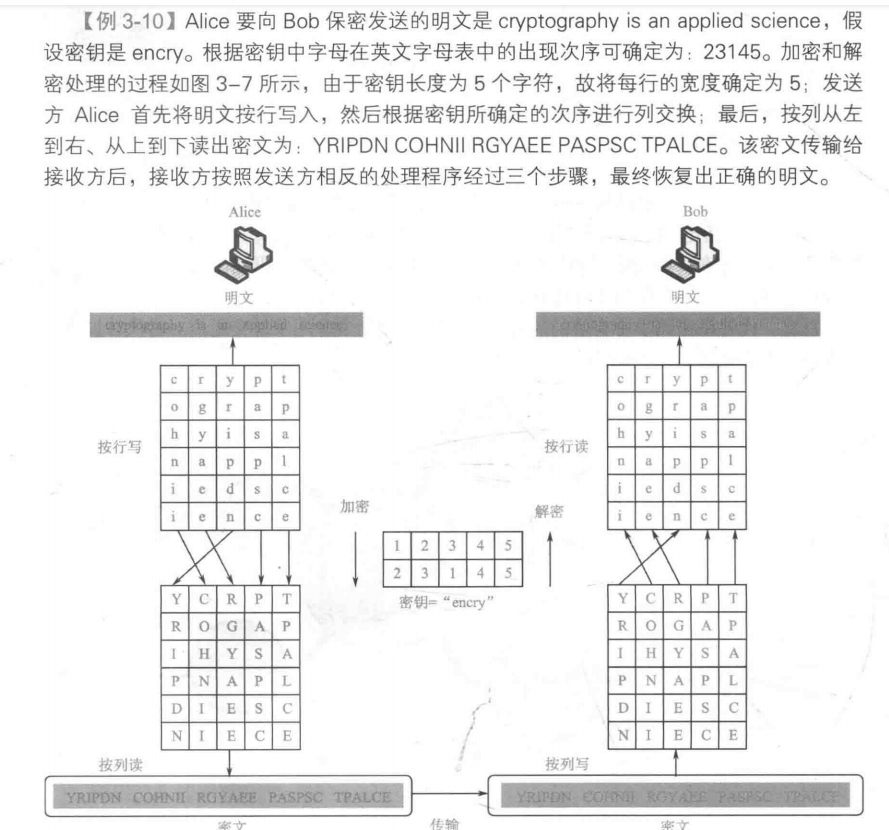 【例 3-10】Alice 要向 Bob 保密发送的明文是 cryptography is an applied science，假
设密钥是 encry。根据密钥中字母在英文字母表中的出现次序可确定为：23145。加密和解
密处理的过程如图 3-7 所示，由于密钥长度为 5 个字符，故将每行的宽度确定为 5；发送
方 Alice 首先将明文按行写入，然后根据密钥所确定的次序进行列交换；最后，按列从左
到右、从上到下读出密文为：YRIPDN COHNII RGYAEE PASPSC TPALCE。该密文传输给
接收方后，接收方按照发送方相反的处理程序经过三个步骤，最终恢复出正确的明文。
Alice
明文
cryptography is an applied science
c r y p t
o g r a p
h y i s a
n a p p l
i e d s c
i e n c e
按行写
加密
1 2 3 4 5
2 3 1 4 5
密钥=“encry”
Y C R P T
R O G A P
I H Y S A
P N A P L
D I E S C
N I E C E
按列读
YRIPDN COHNII RGYAEE PASPSC TPALCE
密文
传输
Bob
明文
c r y p t
o g r a p
h y i s a
n a p p l
i e d s c
i e n c e
按行读
解密
Y C R P T
R O G A P
I H Y S A
P N A P L
D I E S C
N I E C E
按列写
YRIPDN COHNII RGYAEE PASPSC TPALCE
密文